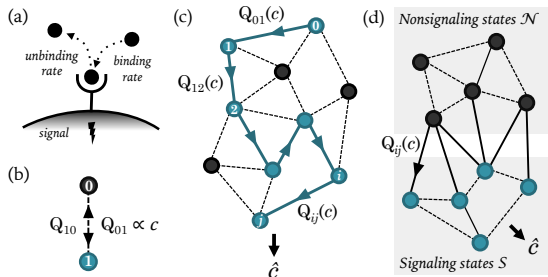 (a)
unbinding rate
binding rate
signal
(b)
0
Q₁₀
Q₀₁ ∝ c
1
(c)
Q₀₁(c)
1
0
Q₁₂(c)
2
i
Qᵢⱼ(c)
j
ĉ
(d)
Nonsignaling states 𝒩
Qᵢⱼ(c)
ĉ
Signaling states 𝒮